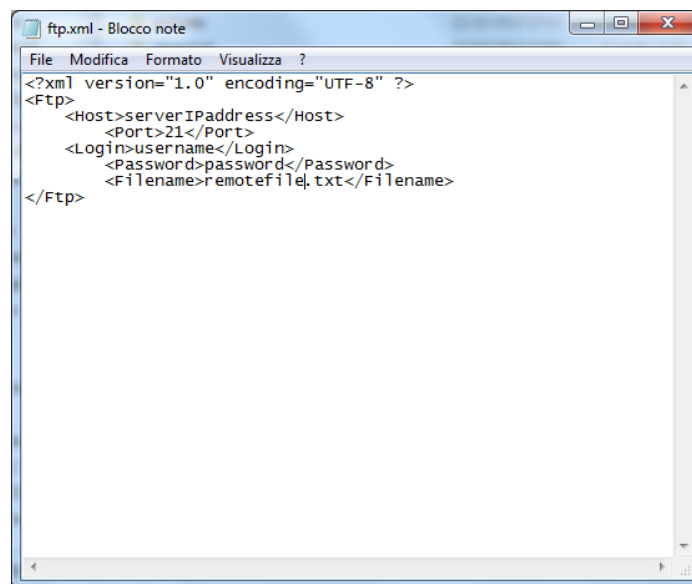 ftp.xml - Blocco note
File Modifica Formato Visualizza ?
<?xml version="1.0" encoding="UTF-8" ?>
<Ftp>
<Host>serverIPaddress</Host>
<Port>21</Port>
<Login>username</Login>
<Password>password</Password>
<Filename>remotefile.txt</Filename>
</Ftp>